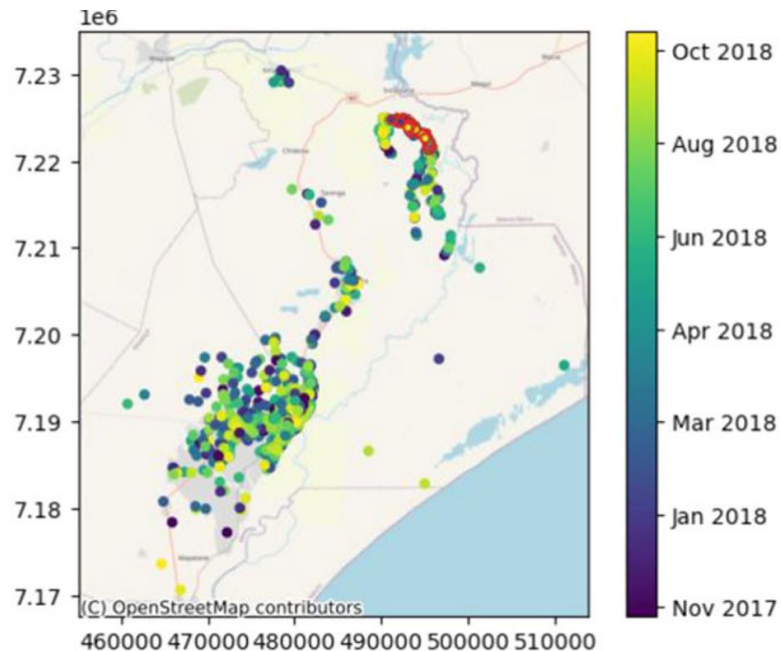 1e6
7.23
7.22
7.21
7.20
7.19
7.18
7.17
(C) OpenStreetMap contributors
460000 470000 480000 490000 500000 510000
Oct 2018
Aug 2018
Jun 2018
Apr 2018
Mar 2018
Jan 2018
Nov 2017